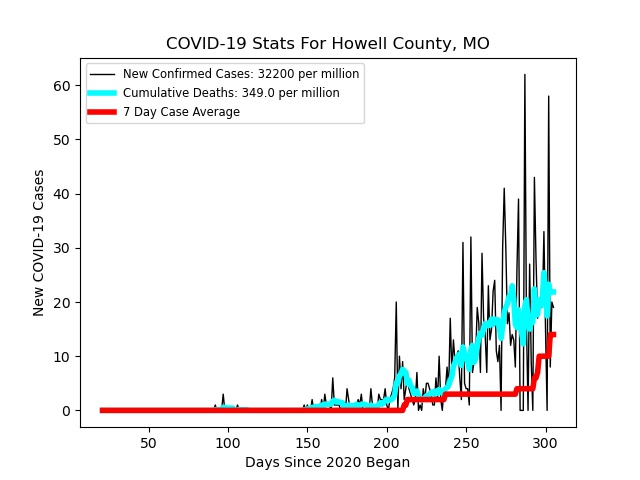 COVID-19 Stats For Howell County, MO
New Confirmed Cases: 32200 per million
Cumulative Deaths: 349.0 per million
7 Day Case Average
60
50
40
30
20
10
0
New COVID-19 Cases
50 100 150 200 250 300
Days Since 2020 Began